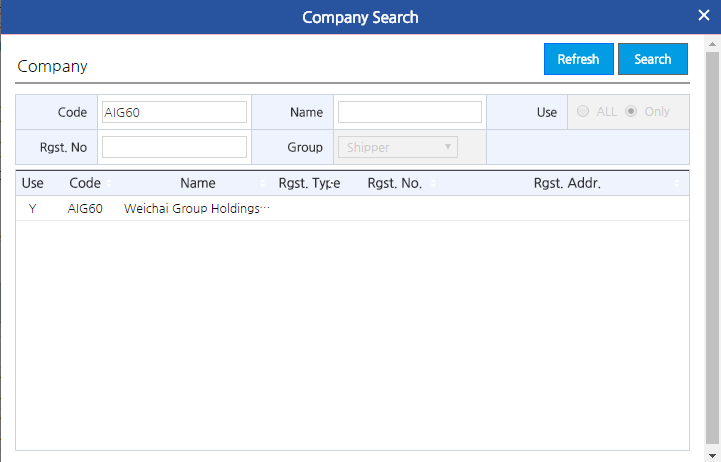 Company Search
Company
Refresh
Search
Code
AIG60
Name
Use
ALL
Only
Rgst. No
Group
Shipper
Use Code Name Rgst. Type Rgst. No. Rgst. Addr.
Y AIG60 Weichai Group Holdings…